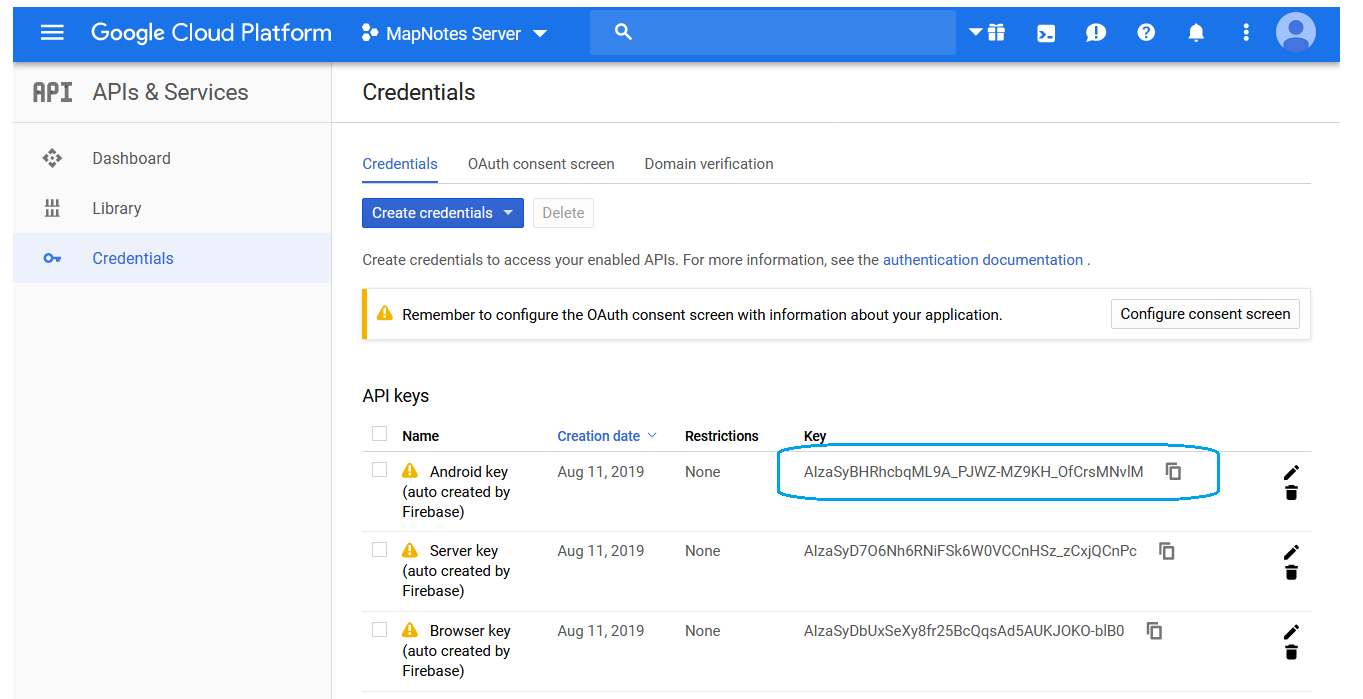 Google Cloud Platform MapNotes Server
API APIs & Services Credentials
Dashboard
Library
Credentials
Credentials OAuth consent screen Domain verification
Create credentials Delete
Create credentials to access your enabled APIs. For more information, see the authentication documentation .
Remember to configure the OAuth consent screen with information about your application. Configure consent screen
API keys
Name Creation date Restrictions Key
Android key Aug 11, 2019 None AIzaSyBHRhcbqML9A_PJWZ-MZ9KH_OfCrsMNvlM
(auto created by
Firebase)
Server key Aug 11, 2019 None AIzaSyD7O6Nh6RNiFSk6W0VCCnHSz_zCxjQCnPc
(auto created by
Firebase)
Browser key Aug 11, 2019 None AIzaSyDbUxSeXy8fr25BcQqsAd5AUKJOKO-blB0
(auto created by
Firebase)